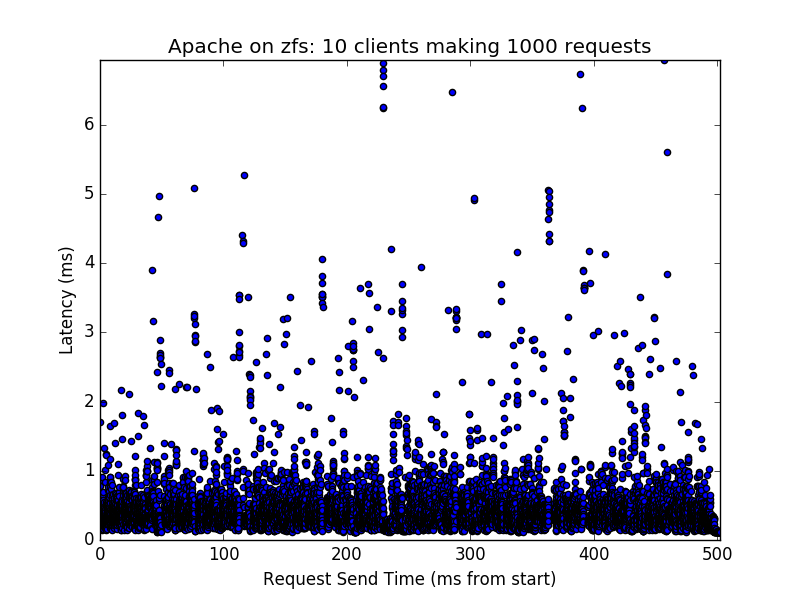 Apache on zfs: 10 clients making 1000 requests
6
5
4
3
2
1
0
Latency (ms)
0 100 200 300 400 500
Request Send Time (ms from start)